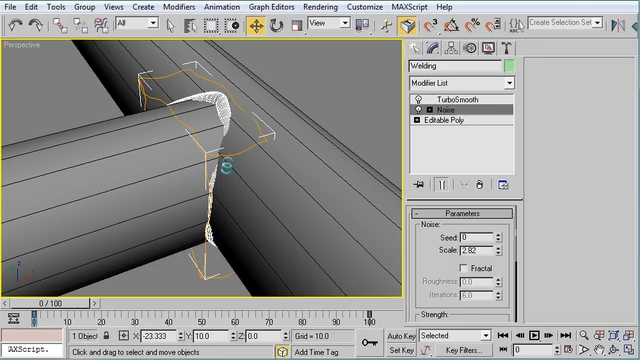 File Edit Tools Group Views Create Modifiers Animation Graph Editors Rendering Customize MAXScript Help
All
View
Create Selection Set
Perspective
Welding
Modifier List
TurboSmooth
Noise
Editable Poly
Parameters
Noise:
Seed: 0
Scale: 2.82
Fractal
Roughness: 0.0
Iterations: 6.0
Strength:
z
0 / 100
0 10 20 30 40 50 60 70 80 90 100
1 Object X: -23.333 Y: 10.0 Z: 0.0 Grid = 10.0
Auto Key Selected
AXScript.
Click and drag to select and move objects
Add Time Tag
Set Key Key Filters...
0